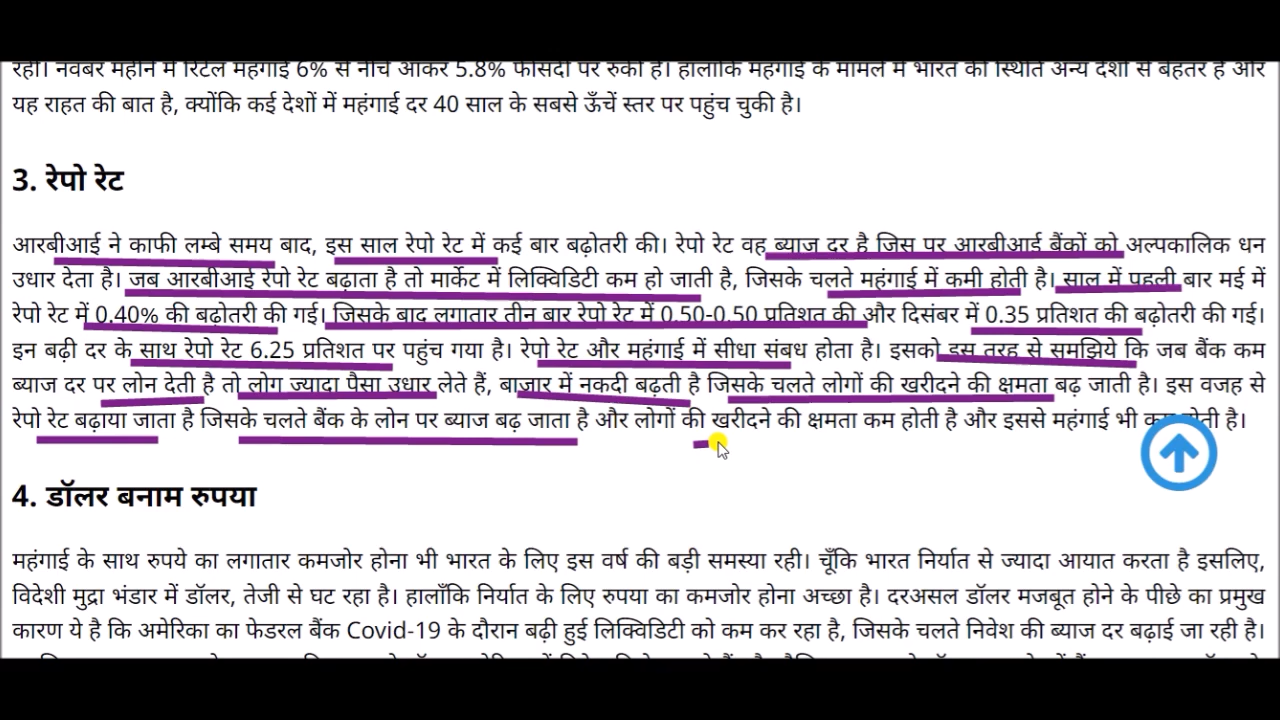 रही। नवंबर महीने में रिटेल महंगाई 6% से नीचे आकर 5.8% फीसदी पर रुकी है। हालाँकि महंगाई के मामले में भारत की स्थिति अन्य देशों से बेहतर है और
यह राहत की बात है, क्योंकि कई देशों में महंगाई दर 40 साल के सबसे ऊँचें स्तर पर पहुंच चुकी है।
3. रेपो रेट
आरबीआई ने काफी लम्बे समय बाद, इस साल रेपो रेट में कई बार बढ़ोतरी की। रेपो रेट वह ब्याज दर है जिस पर आरबीआई बैंकों को अल्पकालिक धन
उधार देता है। जब आरबीआई रेपो रेट बढ़ाता है तो मार्केट में लिक्विडिटी कम हो जाती है, जिसके चलते महंगाई में कमी होती है। साल में पहली बार मई में
रेपो रेट में 0.40% की बढ़ोतरी की गई। जिसके बाद लगातार तीन बार रेपो रेट में 0.50-0.50 प्रतिशत की और दिसंबर में 0.35 प्रतिशत की बढ़ोतरी की गई।
इन बढ़ी दर के साथ रेपो रेट 6.25 प्रतिशत पर पहुंच गया है। रेपो रेट और महंगाई में सीधा संबध होता है। इसको इस तरह से समझिये कि जब बैंक कम
ब्याज दर पर लोन देती है तो लोग ज्यादा पैसा उधार लेते हैं, बाजार में नकदी बढ़ती है जिसके चलते लोगों की खरीदने की क्षमता बढ़ जाती है। इस वजह से
रेपो रेट बढ़ाया जाता है जिसके चलते बैंक के लोन पर ब्याज बढ़ जाता है और लोगों की खरीदने की क्षमता कम होती है और इससे महंगाई भी कम होती है।
4. डॉलर बनाम रुपया
महंगाई के साथ रुपये का लगातार कमजोर होना भी भारत के लिए इस वर्ष की बड़ी समस्या रही। चूँकि भारत निर्यात से ज्यादा आयात करता है इसलिए,
विदेशी मुद्रा भंडार में डॉलर, तेजी से घट रहा है। हालाँकि निर्यात के लिए रुपया का कमजोर होना अच्छा है। दरअसल डॉलर मजबूत होने के पीछे का प्रमुख
कारण ये है कि अमेरिका का फेडरल बैंक Covid-19 के दौरान बढ़ी हुई लिक्विडिटी को कम कर रहा है, जिसके चलते निवेश की ब्याज दर बढ़ाई जा रही है।